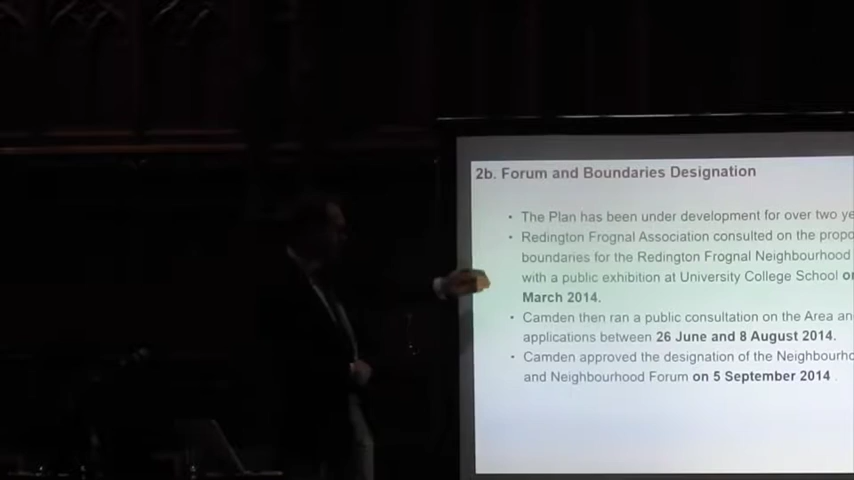 2b. Forum and Boundaries Designation
• The Plan has been under development for over two ye
• Redington Frognal Association consulted on the propo
boundaries for the Redington Frognal Neighbourhood
with a public exhibition at University College School o
March 2014.
• Camden then ran a public consultation on the Area an
applications between 26 June and 8 August 2014.
• Camden approved the designation of the Neighbourho
and Neighbourhood Forum on 5 September 2014 .